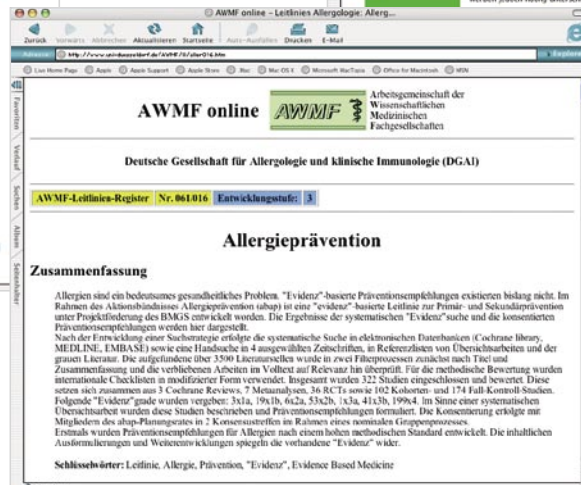 AWMF online – Leitlinies Allergologie: Allerg...
Zurück Vorwärts Abbrechen Aktualisieren Startseite Auto-Ausfüllen Drucken E-Mail
Live Home Page Apple Apple Support Apple Store .Mac Mac OS X Microsoft MacTopia Office for Macintosh MSN
Favoriten
Verlauf
Suchen
Album
Seitenhalter
AWMF online
AWMF
Arbeitsgemeinschaft der
Wissenschaftlichen
Medizinischen
Fachgesellschaften
Deutsche Gesellschaft für Allergologie und klinische Immunologie (DGAI)
AWMF-Leitlinien-Register Nr. 061/016 Entwicklungsstufe: 3
Allergieprävention
Zusammenfassung
Allergien sind ein bedeutsames gesundheitliches Problem. "Evidenz"-basierte Präventionsempfehlungen existierten bislang nicht. Im
Rahmen des Aktionsbündnisses Allergieprävention (abap) ist eine "evidenz"-basierte Leitlinie zur Primär- und Sekundärprävention
unter Projektförderung des BMGS entwickelt worden. Die Ergebnisse der systematischen "Evidenz"suche und die konsentierten
Präventionsempfehlungen werden hier dargestellt.
Nach der Entwicklung einer Suchstrategie erfolgte die systematische Suche in elektronischen Datenbanken (Cochrane library,
MEDLINE, EMBASE) sowie eine Handsuche in 4 ausgewählten Zeitschriften, in Referenzlisten von Übersichtsarbeiten und der
grauen Literatur. Die aufgefundene über 3500 Literaturstellen wurde in zwei Filterprozessen zunächst nach Titel und
Zusammenfassung und die verbliebenen Arbeiten im Volltext auf Relevanz hin überprüft. Für die methodische Bewertung wurden
internationale Checklisten in modifizierter Form verwendet. Insgesamt wurden 322 Studien eingeschlossen und bewertet. Diese
setzen sich zusammen aus 3 Cochrane Reviews, 7 Metaanalysen, 36 RCTs sowie 102 Kohorten- und 174 Fall-Kontroll-Studien.
Folgende "Evidenz"grade wurden vergeben: 3x1a, 19x1b, 6x2a, 53x2b, 1x3a, 41x3b, 199x4. Im Sinne einer systematischen
Übersichtsarbeit wurden diese Studien beschrieben und Präventionsempfehlungen formuliert. Die Konsentierung erfolgte mit
Mitgliedern des abap-Planungsrates in 2 Konsensustreffen im Rahmen eines nominalen Gruppenprozesses.
Erstmals wurden Präventionsempfehlungen für Allergien nach einem hohen methodischen Standard entwickelt. Die inhaltlichen
Ausformulierungen und Weiterentwicklungen spiegeln die vorhandene "Evidenz" wider.
Schlüsselwörter: Leitlinie, Allergie, Prävention, "Evidenz", Evidence Based Medicine